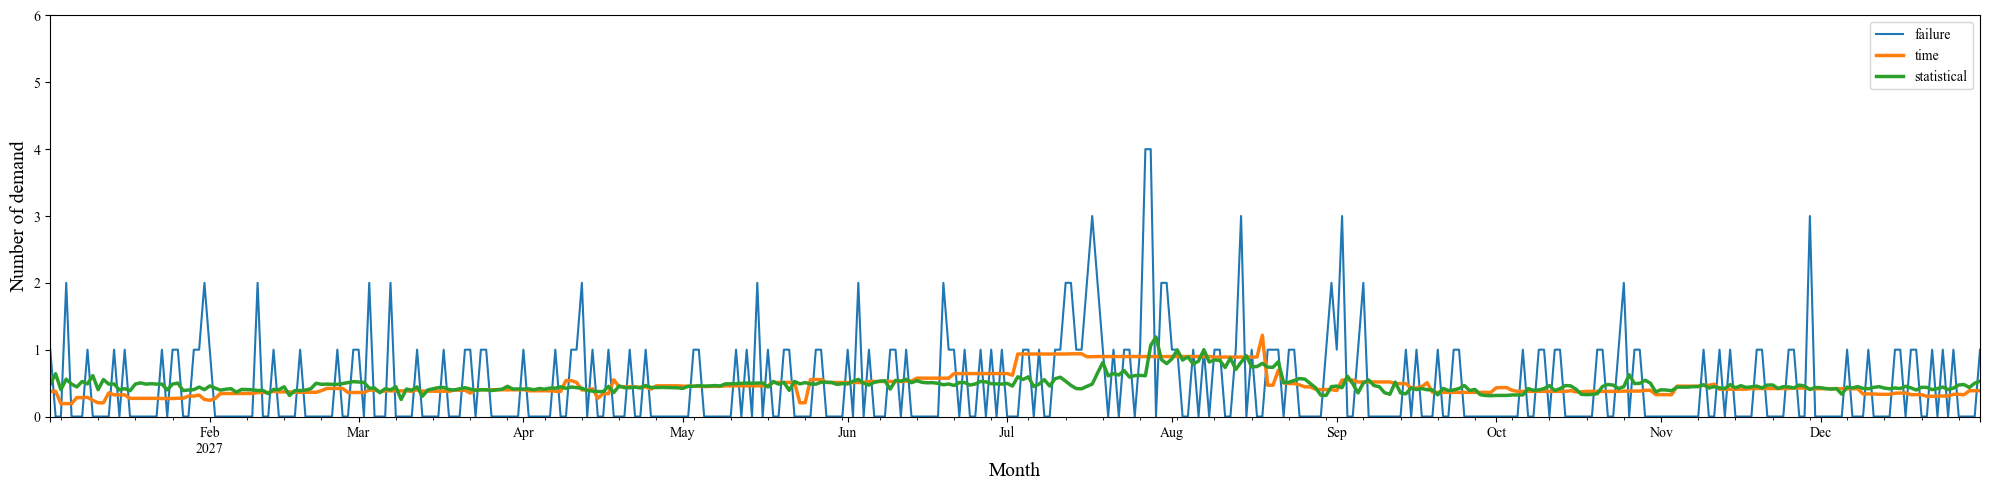 6
5
4
3
2
1
0
Number of demand
failure
time
statistical
Feb
2027
Mar
Apr
May
Jun
Jul
Aug
Sep
Oct
Nov
Dec
Month